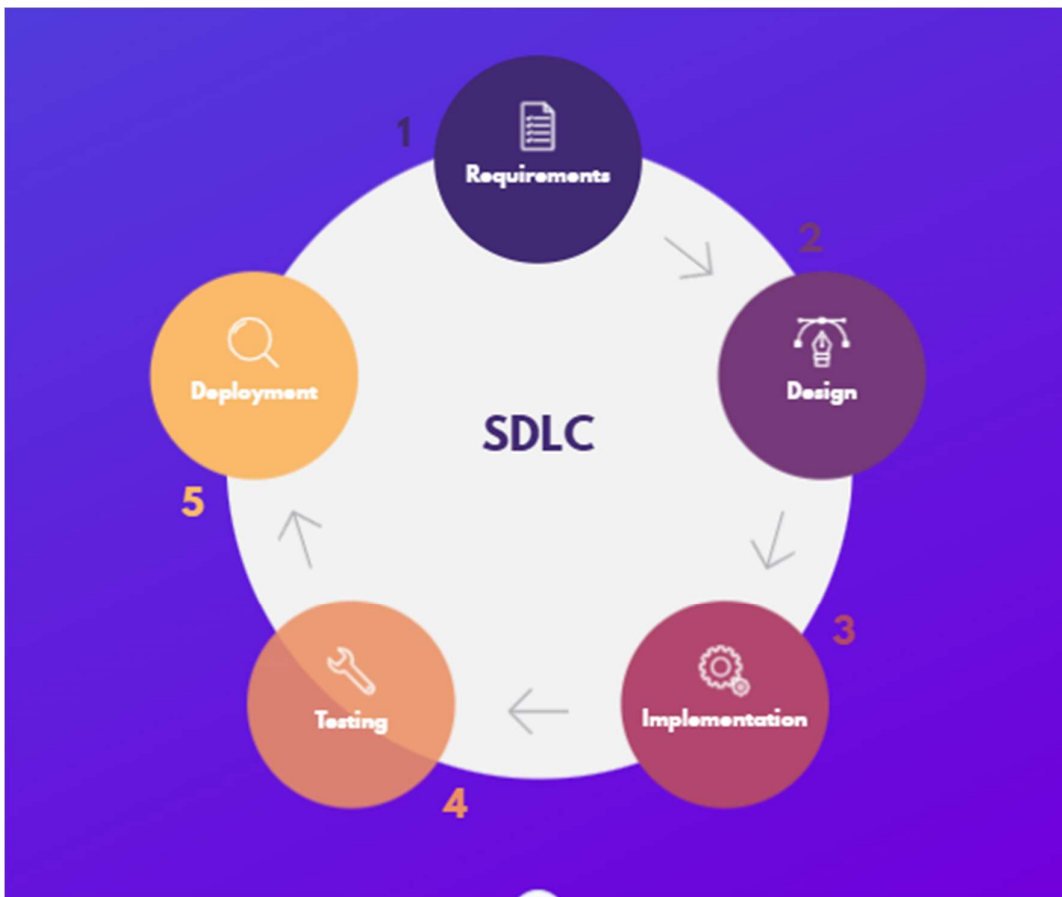 1
Requirements
2
Design
SDLC
3
Implementation
4
Testing
5
Deployment